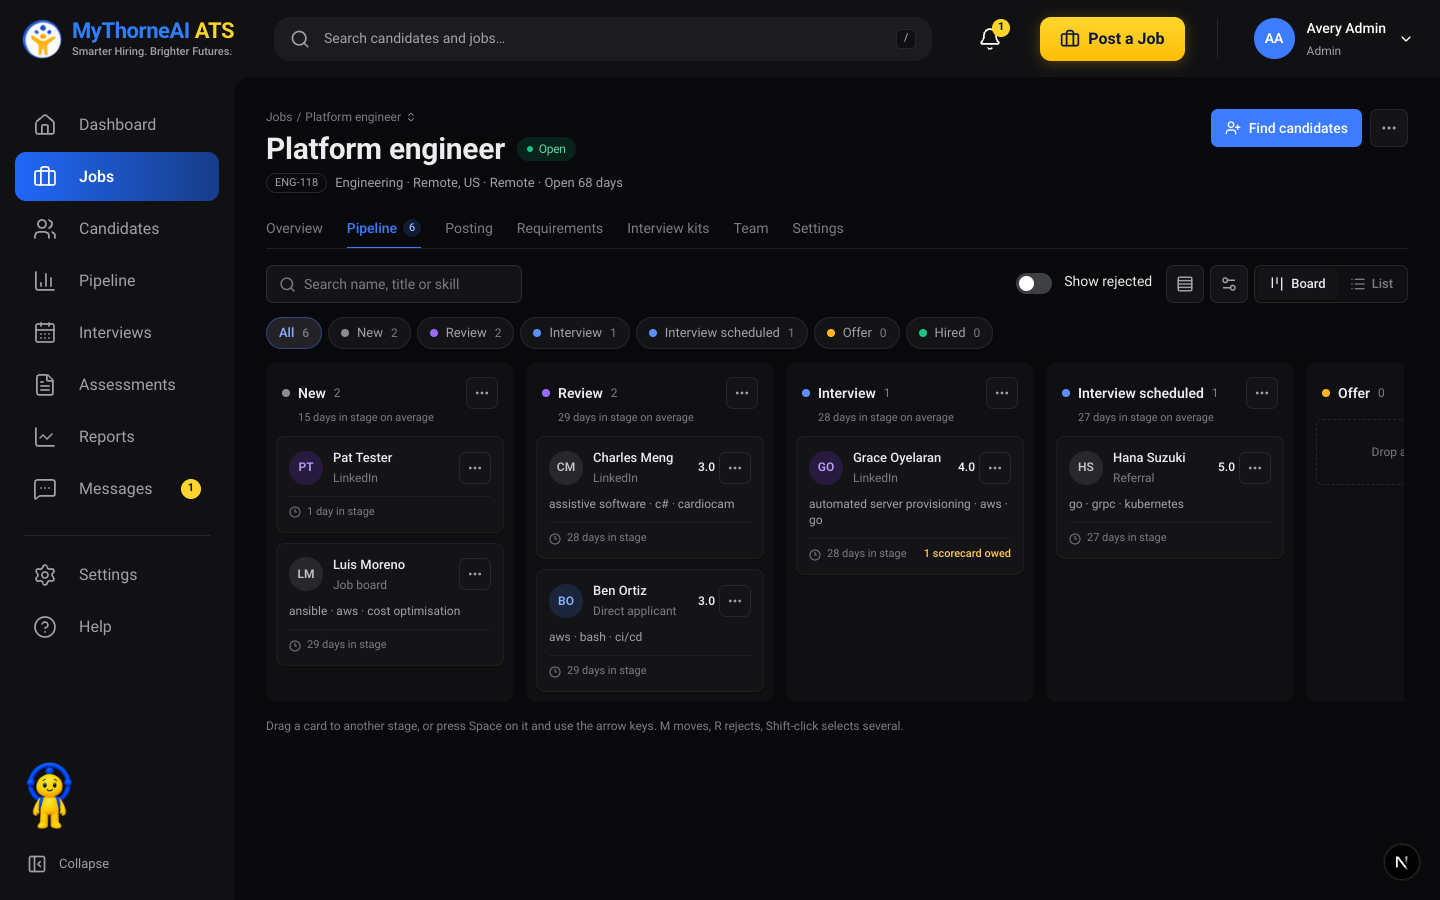 MyThorneAI ATS
Smarter Hiring. Brighter Futures.
Search candidates and jobs...
/
1
Post a Job
AA
Avery Admin
Admin
Dashboard
Jobs
Candidates
Pipeline
Interviews
Assessments
Reports
Messages
1
Settings
Help
Collapse
Jobs / Platform engineer
Platform engineer
Open
ENG-118
Engineering · Remote, US · Remote · Open 68 days
Find candidates
Overview
Pipeline 6
Posting
Requirements
Interview kits
Team
Settings
Search name, title or skill
Show rejected
Board
List
All 6
New 2
Review 2
Interview 1
Interview scheduled 1
Offer 0
Hired 0
New 2
15 days in stage on average
PT
Pat Tester
LinkedIn
1 day in stage
LM
Luis Moreno
Job board
ansible · aws · cost optimisation
29 days in stage
Review 2
29 days in stage on average
CM
Charles Meng
LinkedIn
3.0
assistive software · c# · cardiocam
28 days in stage
BO
Ben Ortiz
Direct applicant
3.0
aws · bash · ci/cd
29 days in stage
Interview 1
28 days in stage on average
GO
Grace Oyelaran
LinkedIn
4.0
automated server provisioning · aws ·
go
28 days in stage
1 scorecard owed
Interview scheduled 1
27 days in stage on average
HS
Hana Suzuki
Referral
5.0
go · grpc · kubernetes
27 days in stage
Offer 0
Drop a
Drag a card to another stage, or press Space on it and use the arrow keys. M moves, R rejects, Shift-click selects several.
N